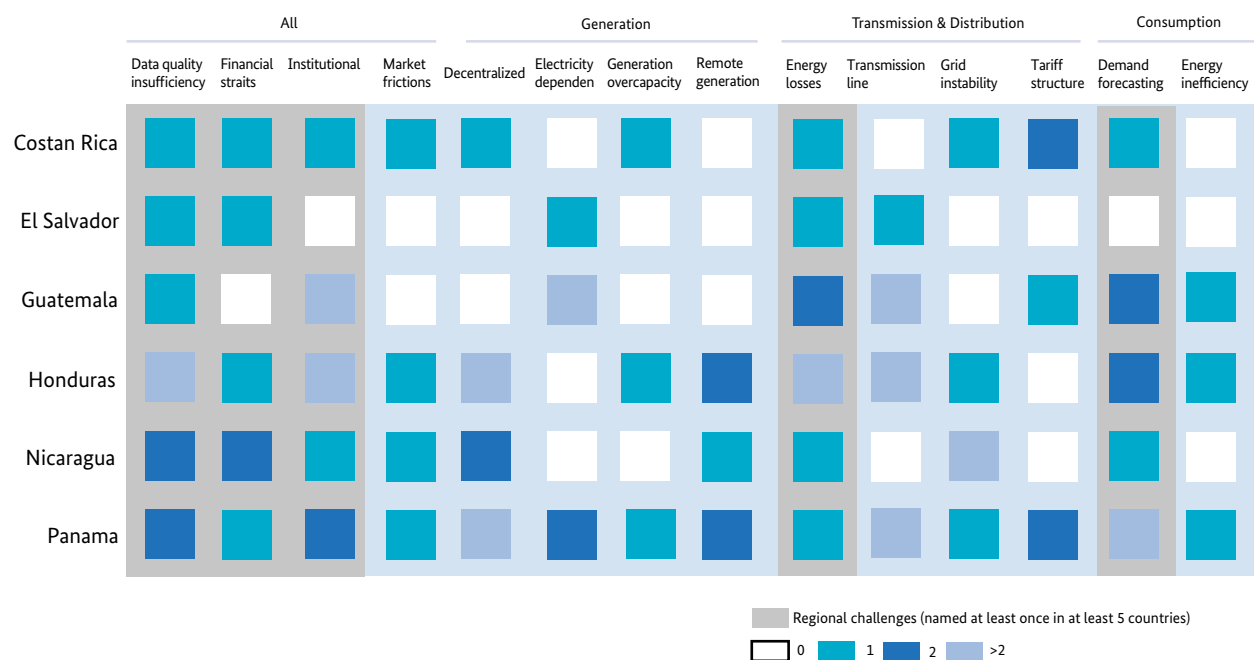 All
Generation
Transmission & Distribution
Consumption
Data quality
insufficiency
Financial
straits
Institutional
Market
frictions
Decentralized
Electricity
dependen
Generation
overcapacity
Remote
generation
Energy
losses
Transmission
line
Grid
instability
Tariff
structure
Demand
forecasting
Energy
inefficiency
Costan Rica
El Salvador
Guatemala
Honduras
Nicaragua
Panama
Regional challenges (named at least once in at least 5 countries)
0 1 2 >2